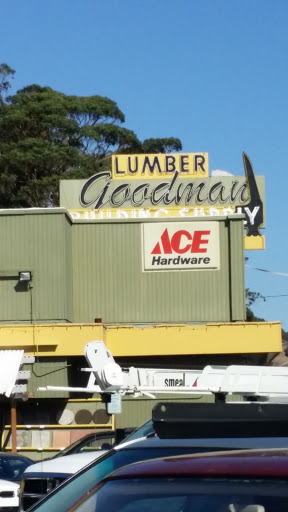 LUMBER
Goodman
BUILDING SUPPLY
ACE
Hardware